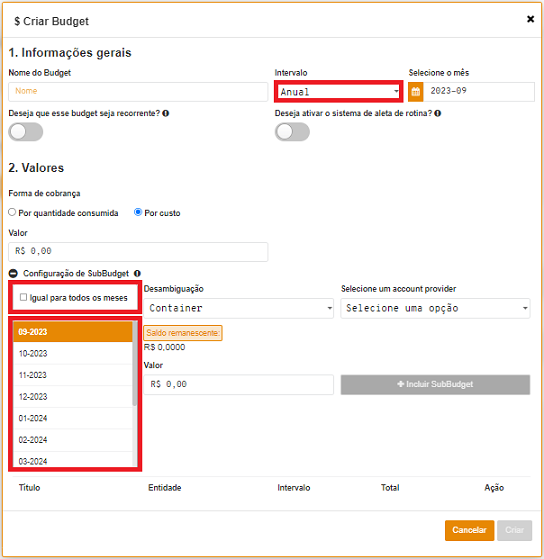 $ Criar Budget
1. Informações gerais
Nome do Budget
Intervalo
Selecione o mês
Nome
Anual
2023-09
Deseja que esse budget seja recorrente?
Deseja ativar o sistema de aleta de rotina?
2. Valores
Forma de cobrança
Por quantidade consumida
Por custo
Valor
R$ 0,00
Configuração de SubBudget
Igual para todos os meses
Desambiguação
Selecione um account provider
Container
Selecione uma opção
09-2023
10-2023
11-2023
12-2023
01-2024
02-2024
03-2024
Saldo remanescente:
R$ 0,0000
Valor
R$ 0,00
Incluir SubBudget
Título
Entidade
Intervalo
Total
Ação
Cancelar
Criar